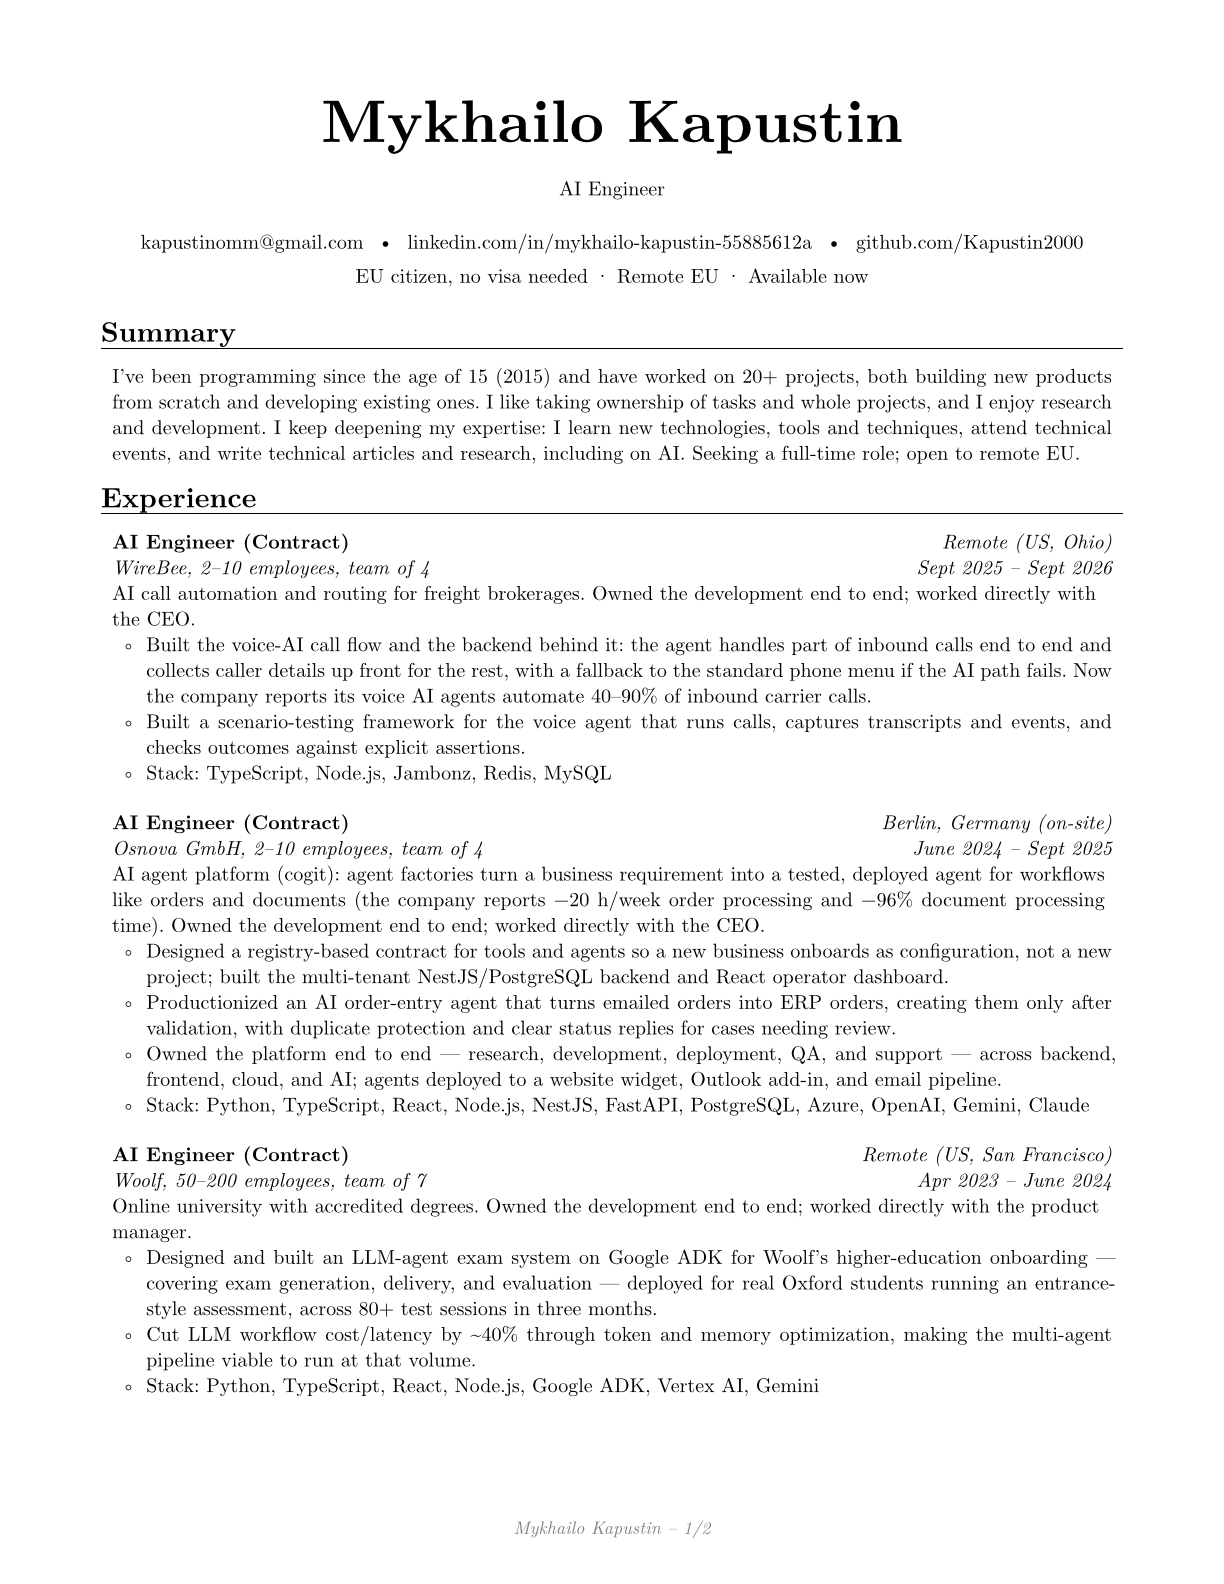 Mykhailo Kapustin
AI Engineer
kapustinomm@gmail.com • linkedin.com/in/mykhailo-kapustin-55885612a • github.com/Kapustin2000
EU citizen, no visa needed · Remote EU · Available now
Summary
I've been programming since the age of 15 (2015) and have worked on 20+ projects, both building new products
from scratch and developing existing ones. I like taking ownership of tasks and whole projects, and I enjoy research
and development. I keep deepening my expertise: I learn new technologies, tools and techniques, attend technical
events, and write technical articles and research, including on AI. Seeking a full-time role; open to remote EU.
Experience
AI Engineer (Contract) Remote (US, Ohio)
WireBee, 2–10 employees, team of 4 Sept 2025 – Sept 2026
AI call automation and routing for freight brokerages. Owned the development end to end; worked directly with
the CEO.
◦ Built the voice-AI call flow and the backend behind it: the agent handles part of inbound calls end to end and
collects caller details up front for the rest, with a fallback to the standard phone menu if the AI path fails. Now
the company reports its voice AI agents automate 40–90% of inbound carrier calls.
◦ Built a scenario-testing framework for the voice agent that runs calls, captures transcripts and events, and
checks outcomes against explicit assertions.
◦ Stack: TypeScript, Node.js, Jambonz, Redis, MySQL
AI Engineer (Contract) Berlin, Germany (on-site)
Osnova GmbH, 2–10 employees, team of 4 June 2024 – Sept 2025
AI agent platform (cogit): agent factories turn a business requirement into a tested, deployed agent for workflows
like orders and documents (the company reports −20 h/week order processing and −96% document processing
time). Owned the development end to end; worked directly with the CEO.
◦ Designed a registry-based contract for tools and agents so a new business onboards as configuration, not a new
project; built the multi-tenant NestJS/PostgreSQL backend and React operator dashboard.
◦ Productionized an AI order-entry agent that turns emailed orders into ERP orders, creating them only after
validation, with duplicate protection and clear status replies for cases needing review.
◦ Owned the platform end to end — research, development, deployment, QA, and support — across backend,
frontend, cloud, and AI; agents deployed to a website widget, Outlook add-in, and email pipeline.
◦ Stack: Python, TypeScript, React, Node.js, NestJS, FastAPI, PostgreSQL, Azure, OpenAI, Gemini, Claude
AI Engineer (Contract) Remote (US, San Francisco)
Woolf, 50–200 employees, team of 7 Apr 2023 – June 2024
Online university with accredited degrees. Owned the development end to end; worked directly with the product
manager.
◦ Designed and built an LLM-agent exam system on Google ADK for Woolf's higher-education onboarding —
covering exam generation, delivery, and evaluation — deployed for real Oxford students running an entrance-
style assessment, across 80+ test sessions in three months.
◦ Cut LLM workflow cost/latency by ~40% through token and memory optimization, making the multi-agent
pipeline viable to run at that volume.
◦ Stack: Python, TypeScript, React, Node.js, Google ADK, Vertex AI, Gemini
Mykhailo Kapustin – 1/2